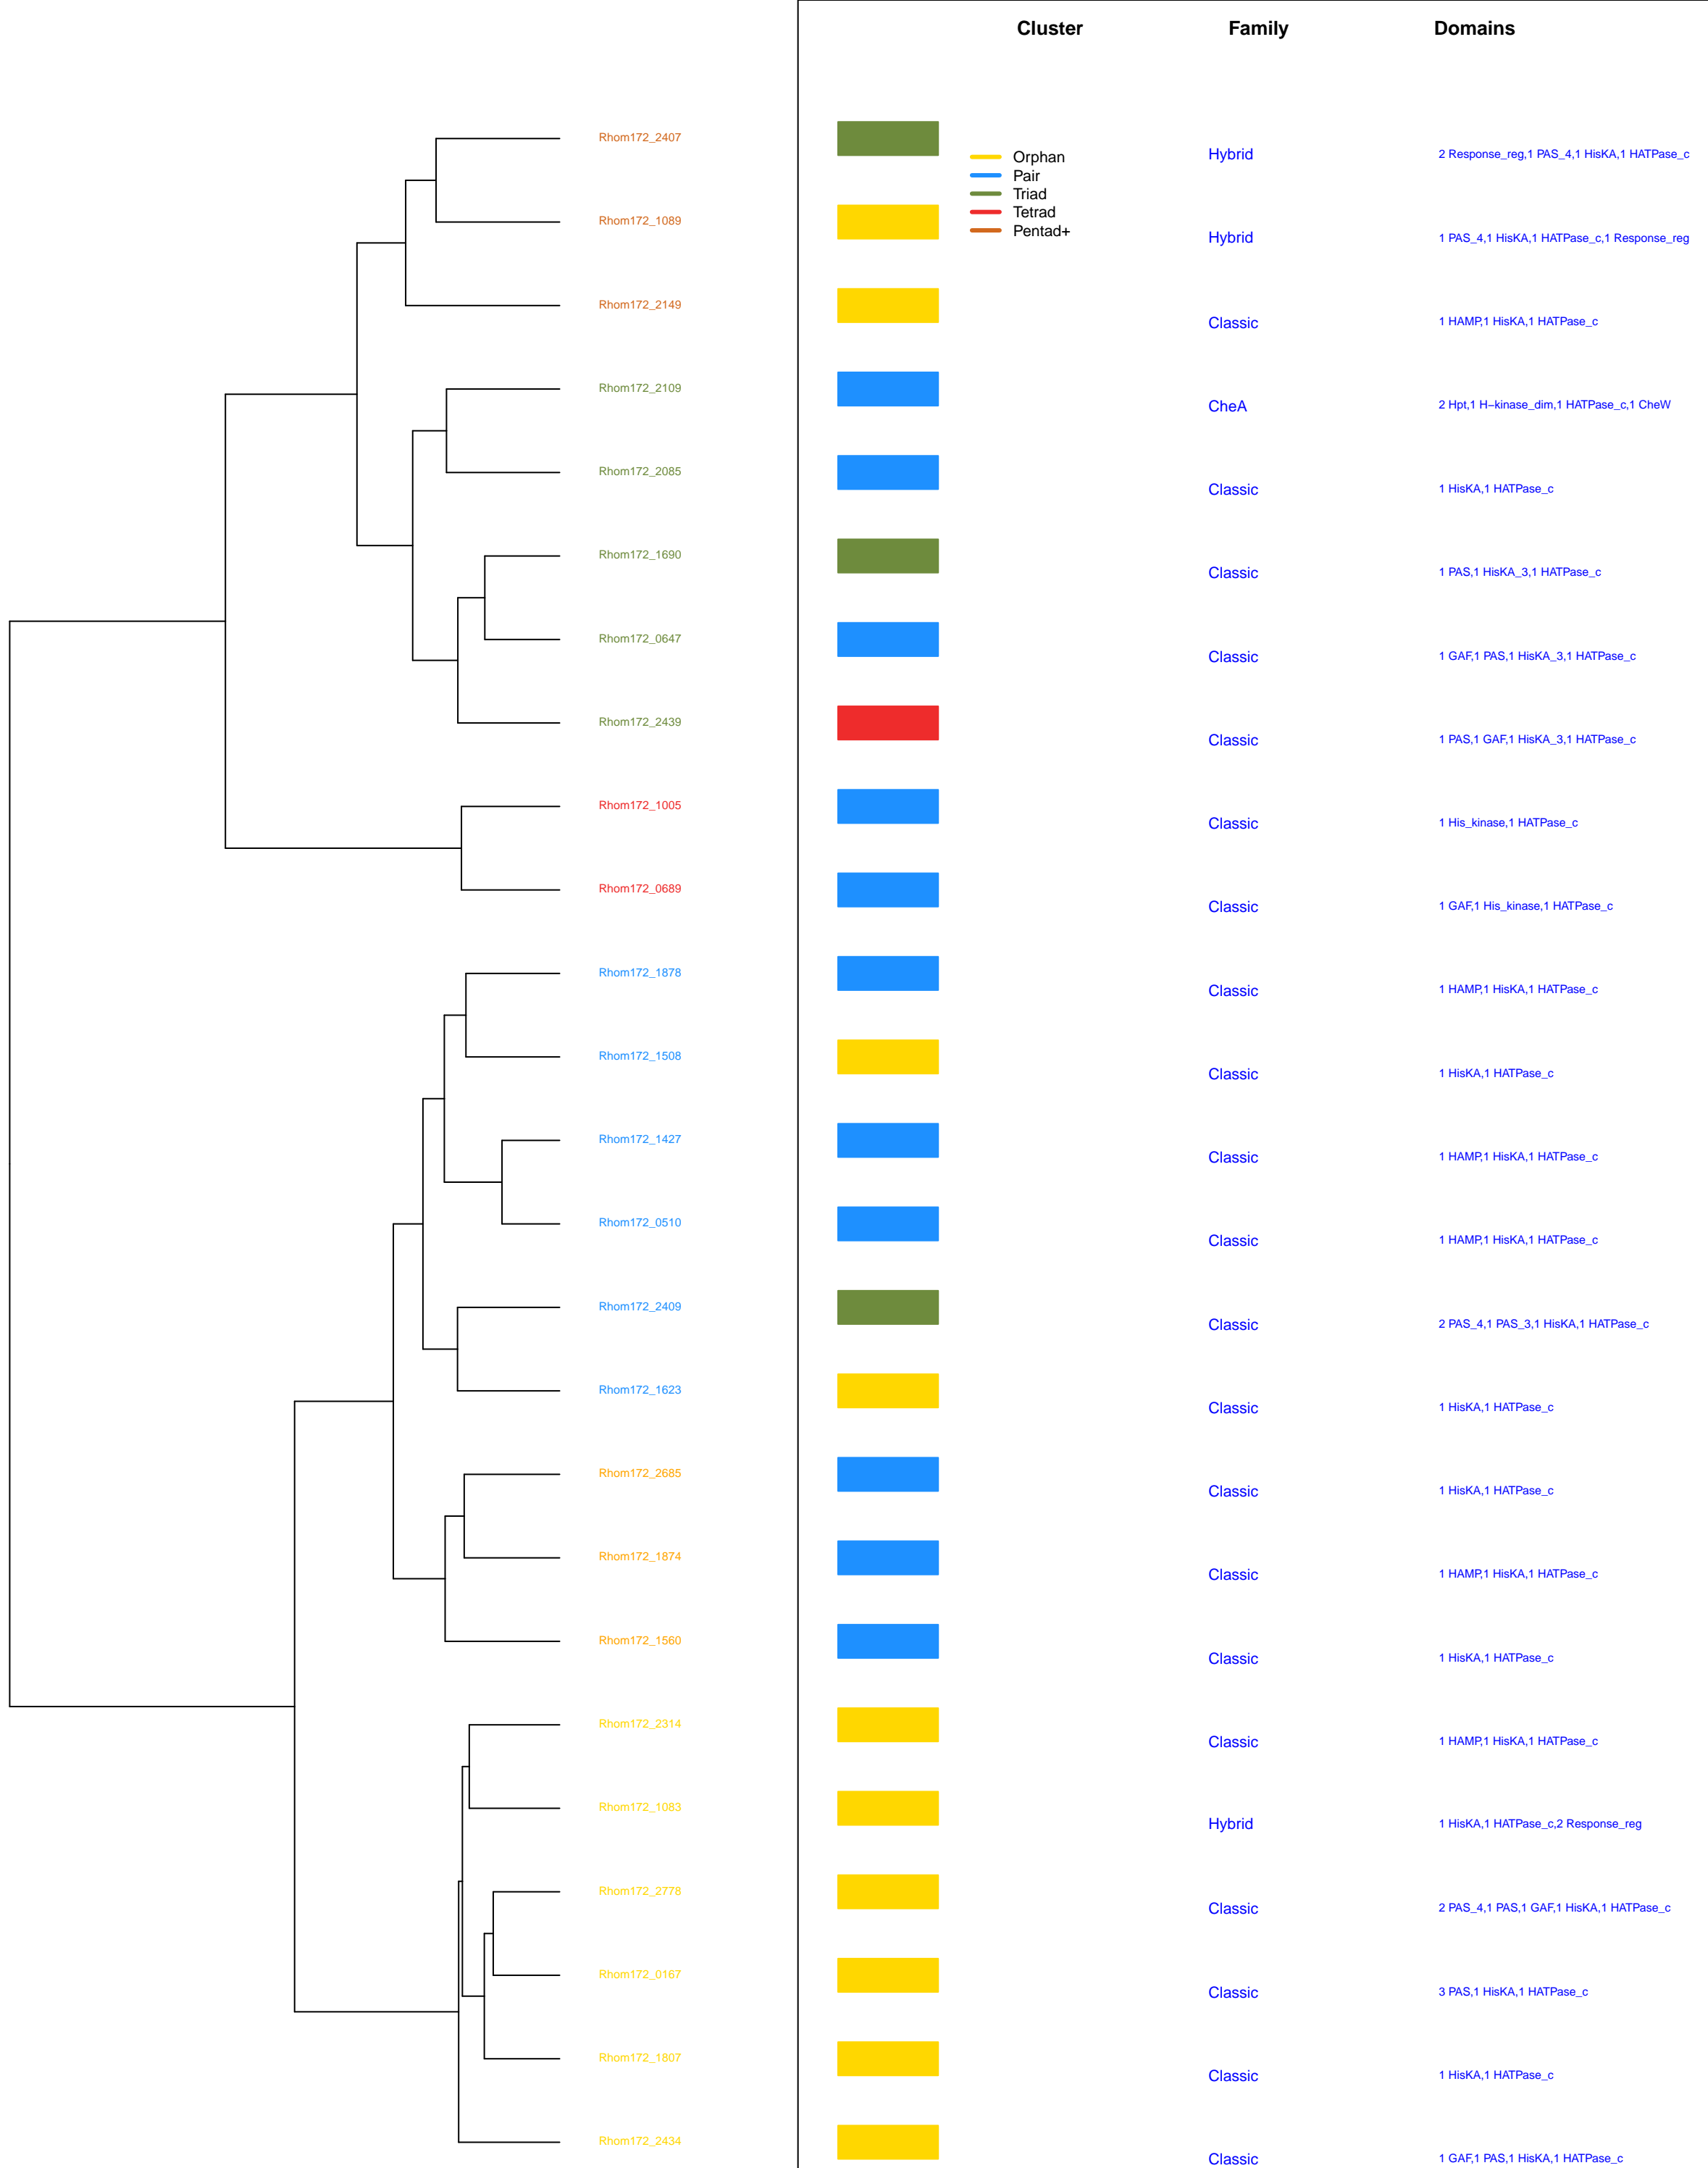 Cluster Family Domains
Rhom172_2407 Hybrid 2 Response_reg,1 PAS_4,1 HisKA,1 HATPase_c
Orphan
Pair
Triad
Tetrad
Pentad+
Rhom172_1089 Hybrid 1 PAS_4,1 HisKA,1 HATPase_c,1 Response_reg
Rhom172_2149 Classic 1 HAMP,1 HisKA,1 HATPase_c
Rhom172_2109 CheA 2 Hpt,1 H−kinase_dim,1 HATPase_c,1 CheW
Rhom172_2085 Classic 1 HisKA,1 HATPase_c
Rhom172_1690 Classic 1 PAS,1 HisKA_3,1 HATPase_c
Rhom172_0647 Classic 1 GAF,1 PAS,1 HisKA_3,1 HATPase_c
Rhom172_2439 Classic 1 PAS,1 GAF,1 HisKA_3,1 HATPase_c
Rhom172_1005 Classic 1 His_kinase,1 HATPase_c
Rhom172_0689 Classic 1 GAF,1 His_kinase,1 HATPase_c
Rhom172_1878 Classic 1 HAMP,1 HisKA,1 HATPase_c
Rhom172_1508 Classic 1 HisKA,1 HATPase_c
Rhom172_1427 Classic 1 HAMP,1 HisKA,1 HATPase_c
Rhom172_0510 Classic 1 HAMP,1 HisKA,1 HATPase_c
Rhom172_2409 Classic 2 PAS_4,1 PAS_3,1 HisKA,1 HATPase_c
Rhom172_1623 Classic 1 HisKA,1 HATPase_c
Rhom172_2685 Classic 1 HisKA,1 HATPase_c
Rhom172_1874 Classic 1 HAMP,1 HisKA,1 HATPase_c
Rhom172_1560 Classic 1 HisKA,1 HATPase_c
Rhom172_2314 Classic 1 HAMP,1 HisKA,1 HATPase_c
Rhom172_1083 Hybrid 1 HisKA,1 HATPase_c,2 Response_reg
Rhom172_2778 Classic 2 PAS_4,1 PAS,1 GAF,1 HisKA,1 HATPase_c
Rhom172_0167 Classic 3 PAS,1 HisKA,1 HATPase_c
Rhom172_1807 Classic 1 HisKA,1 HATPase_c
Rhom172_2434 Classic 1 GAF,1 PAS,1 HisKA,1 HATPase_c